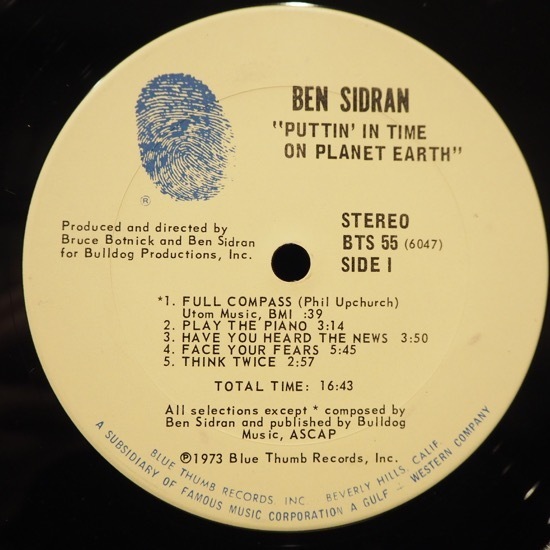 BEN SIDRAN
"PUTTIN' IN TIME
ON PLANET EARTH"
®
Produced and directed by
Bruce Botnick and Ben Sidran
for Bulldog Productions, Inc.
STEREO
BTS 55 (6047)
SIDE I
*1. FULL COMPASS (Phil Upchurch)
Utom Music, BMI :39
2. PLAY THE PIANO 3:14
3. HAVE YOU HEARD THE NEWS 3:50
4. FACE YOUR FEARS 5:45
5. THINK TWICE 2:57
TOTAL TIME: 16:43
All selections except * composed by
Ben Sidran and published by Bulldog
Music, ASCAP
℗1973 Blue Thumb Records, Inc.
BLUE THUMB RECORDS, INC. BEVERLY HILLS, CALIF.
A SUBSIDIARY OF FAMOUS MUSIC CORPORATION A GULF + WESTERN COMPANY